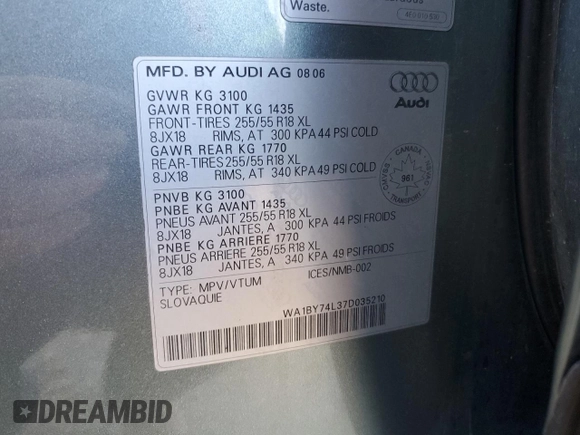 Waste.
MFD. BY AUDI AG 08 06
Audi
GVWR KG 3100
GAWR FRONT KG 1435
FRONT-TIRES 255/55 R18 XL
8JX18 RIMS, AT 300 KPA 44 PSI COLD
GAWR REAR KG 1770
REAR-TIRES 255/55 R18 XL
8JX18 RIMS, AT 340 KPA 49 PSI COLD
CANADA
961
PNVB KG 3100
PNBE KG AVANT 1435
PNEUS AVANT 255/55 R18 XL
8JX18 JANTES, A 300 KPA 44 PSI FROIDS
PNBE KG ARRIERE 1770
PNEUS ARRIERE 255/55 R18 XL
8JX18 JANTES, A 340 KPA 49 PSI FROIDS
TYPE: MPV/VTUM ICES/NMB-002
SLOVAQUIE
WA1BY74L37D035210
DREAMBID